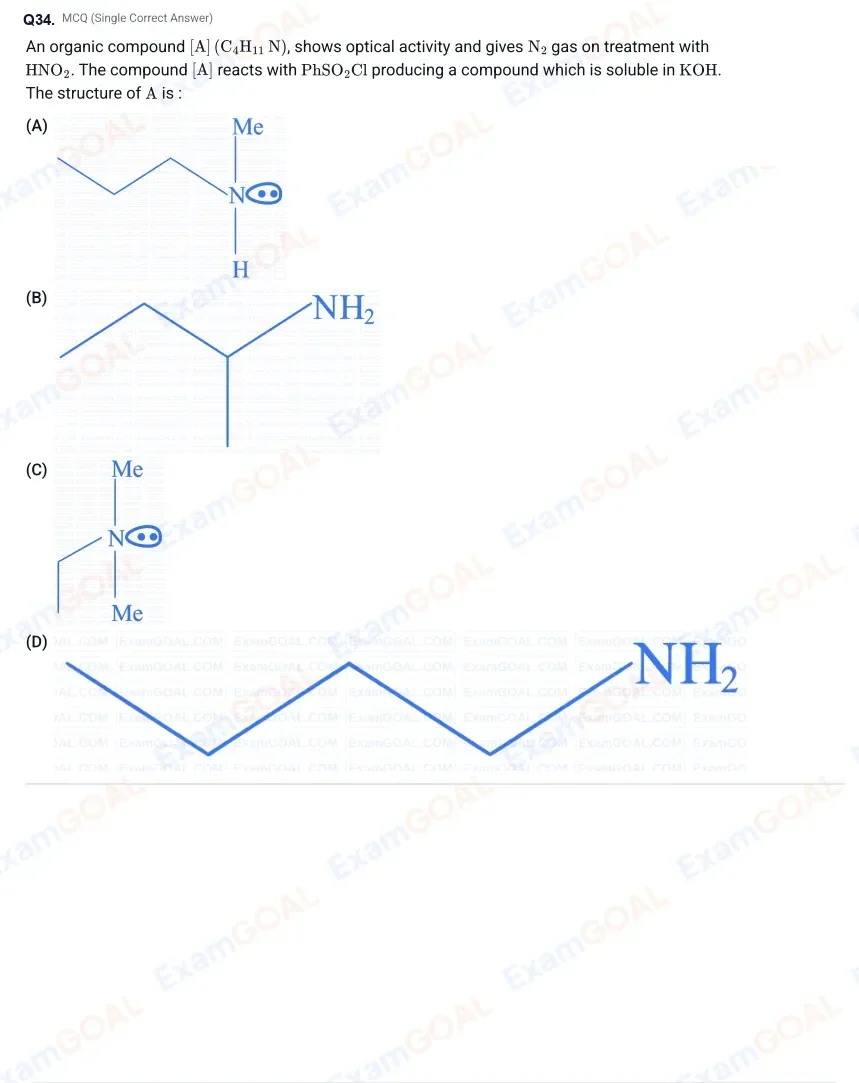 Q34. MCQ (Single Correct Answer)
An organic compound [A] (C₄H₁₁ N), shows optical activity and gives N₂ gas on treatment with
HNO₂. The compound [A] reacts with PhSO₂Cl producing a compound which is soluble in KOH.
The structure of A is :
(A)
Me
N
H
(B)
NH₂
(C)
Me
N
Me
(D)
NH₂
ExamGOAL